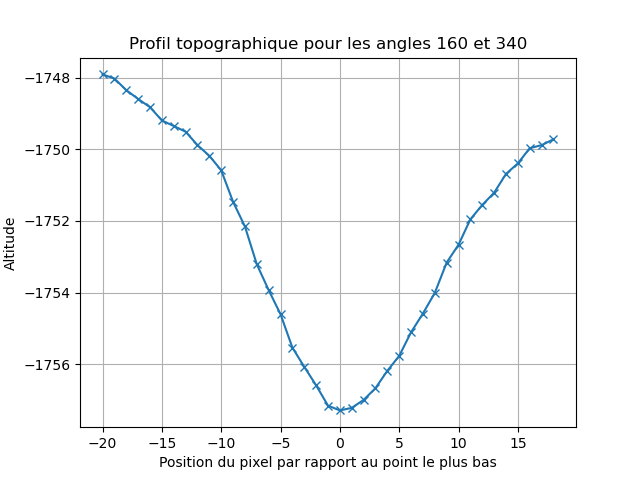 Profil topographique pour les angles 160 et 340
Altitude
−1748
−1750
−1752
−1754
−1756
−20 −15 −10 −5 0 5 10 15
Position du pixel par rapport au point le plus bas